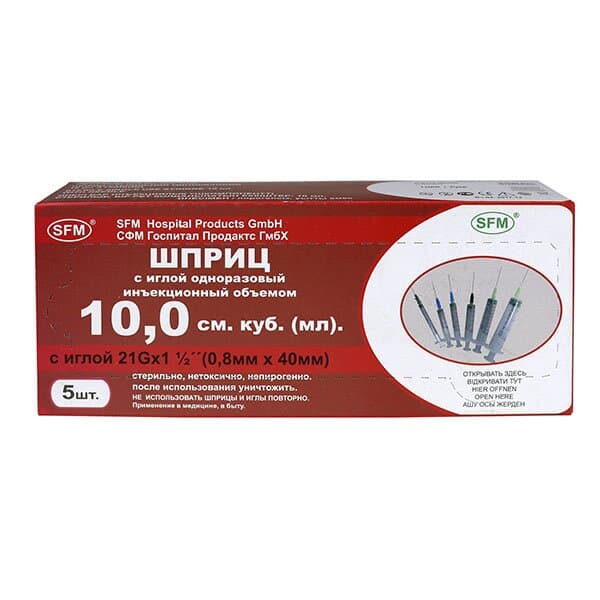 SFM®
SFM Hospital Products GmbH
СФМ Госпитал Продактс ГмбХ
ШПРИЦ
с иглой одноразовый
инъекционный объемом
10,0 см. куб. (мл).
с иглой 21Gx1 ½´´(0,8мм x 40мм)
5шт.
стерильно, нетоксично, непирогенно.
после использования уничтожить.
НЕ ИСПОЛЬЗОВАТЬ ШПРИЦЫ И ИГЛЫ ПОВТОРНО.
Применение в медицине, в быту.
SFM®
ОТКРЫВАТЬ ЗДЕСЬ
ВІДКРИВАТИ ТУТ
HIER OFFNEN
OPEN HERE
АШУ ОСЫ ЖЕРДЕН